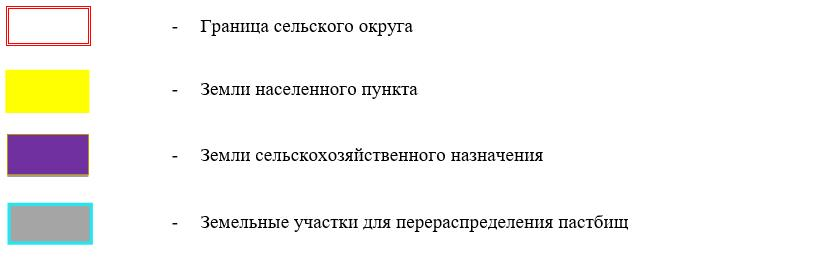 - Граница сельского округа
- Земли населенного пункта
- Земли сельскохозяйственного назначения
- Земельные участки для перераспределения пастбищ